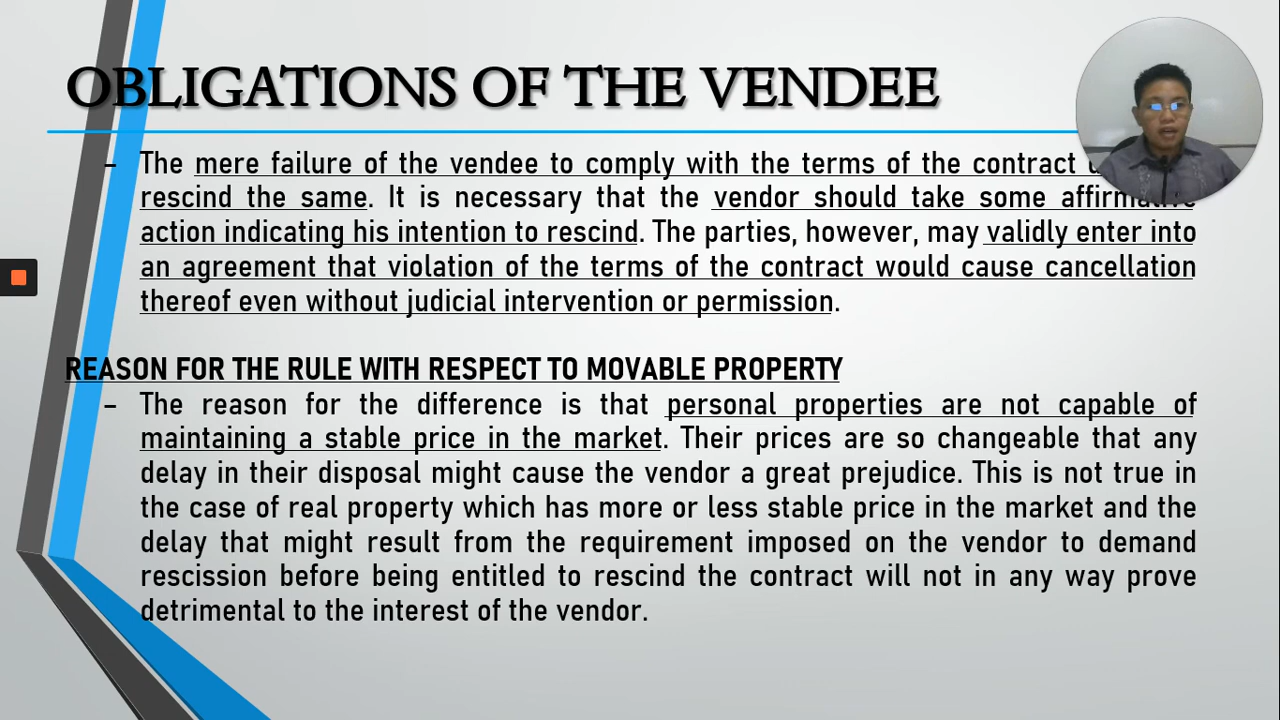 OBLIGATIONS OF THE VENDEE
– The mere failure of the vendee to comply with the terms of the contract
rescind the same. It is necessary that the vendor should take some affirmative
action indicating his intention to rescind. The parties, however, may validly enter into
an agreement that violation of the terms of the contract would cause cancellation
thereof even without judicial intervention or permission.
REASON FOR THE RULE WITH RESPECT TO MOVABLE PROPERTY
– The reason for the difference is that personal properties are not capable of
maintaining a stable price in the market. Their prices are so changeable that any
delay in their disposal might cause the vendor a great prejudice. This is not true in
the case of real property which has more or less stable price in the market and the
delay that might result from the requirement imposed on the vendor to demand
rescission before being entitled to rescind the contract will not in any way prove
detrimental to the interest of the vendor.